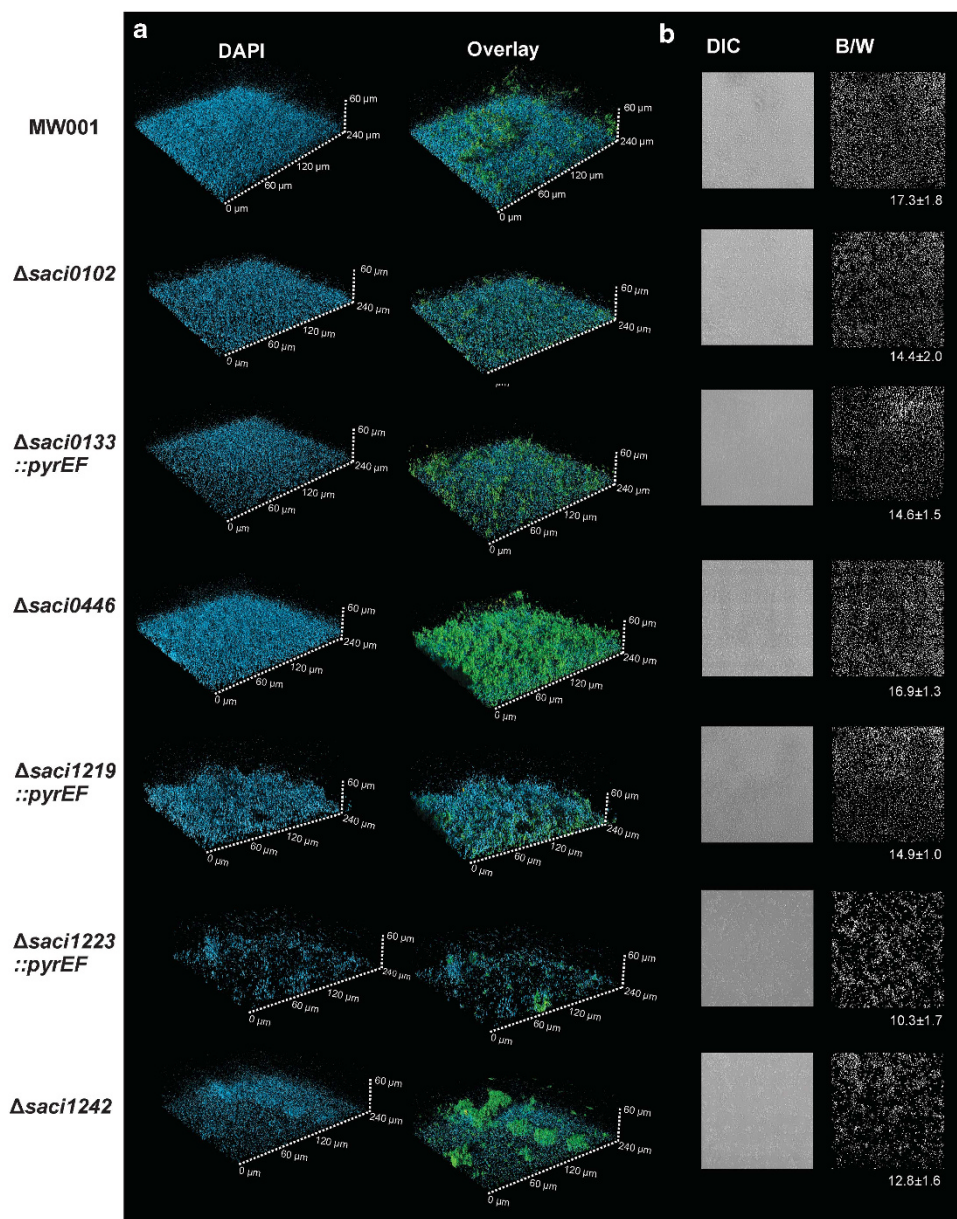 a
b
DAPI
Overlay
DIC
B/W
MW001
60 µm
240 µm
120 µm
60 µm
0 µm
60 µm
240 µm
120 µm
60 µm
0 µm
17.3±1.8
Δsaci0102
60 µm
240 µm
120 µm
60 µm
0 µm
60 µm
240 µm
120 µm
60 µm
14.4±2.0
Δsaci0133
::pyrEF
60 µm
240 µm
120 µm
60 µm
0 µm
60 µm
240 µm
120 µm
60 µm
0 µm
14.6±1.5
Δsaci0446
60 µm
240 µm
120 µm
60 µm
0 µm
60 µm
240 µm
120 µm
60 µm
0 µm
16.9±1.3
Δsaci1219
::pyrEF
60 µm
240 µm
120 µm
60 µm
0 µm
60 µm
240 µm
120 µm
60 µm
0 µm
14.9±1.0
Δsaci1223
::pyrEF
60 µm
240 µm
120 µm
60 µm
0 µm
60 µm
240 µm
120 µm
60 µm
0 µm
10.3±1.7
Δsaci1242
60 µm
240 µm
120 µm
60 µm
0 µm
60 µm
240 µm
120 µm
60 µm
0 µm
12.8±1.6